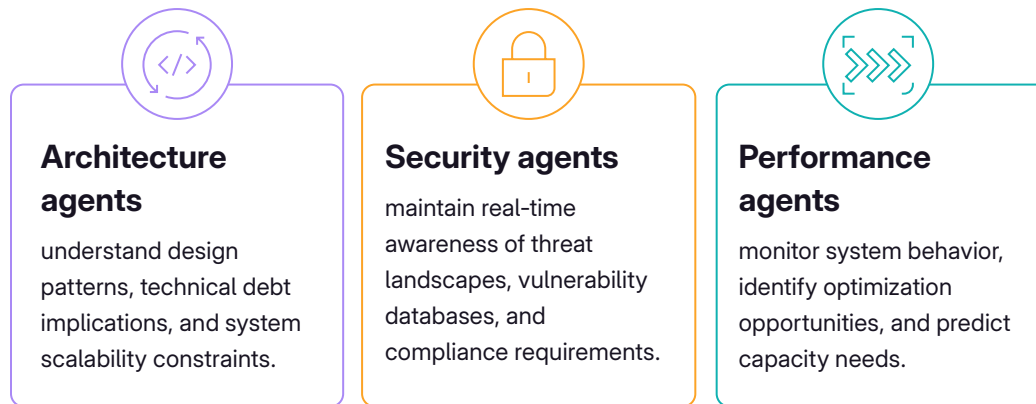 Architecture
agents
understand design
patterns, technical debt
implications, and system
scalability constraints.
Security agents
maintain real-time
awareness of threat
landscapes, vulnerability
databases, and
compliance requirements.
Performance
agents
monitor system behavior,
identify optimization
opportunities, and predict
capacity needs.